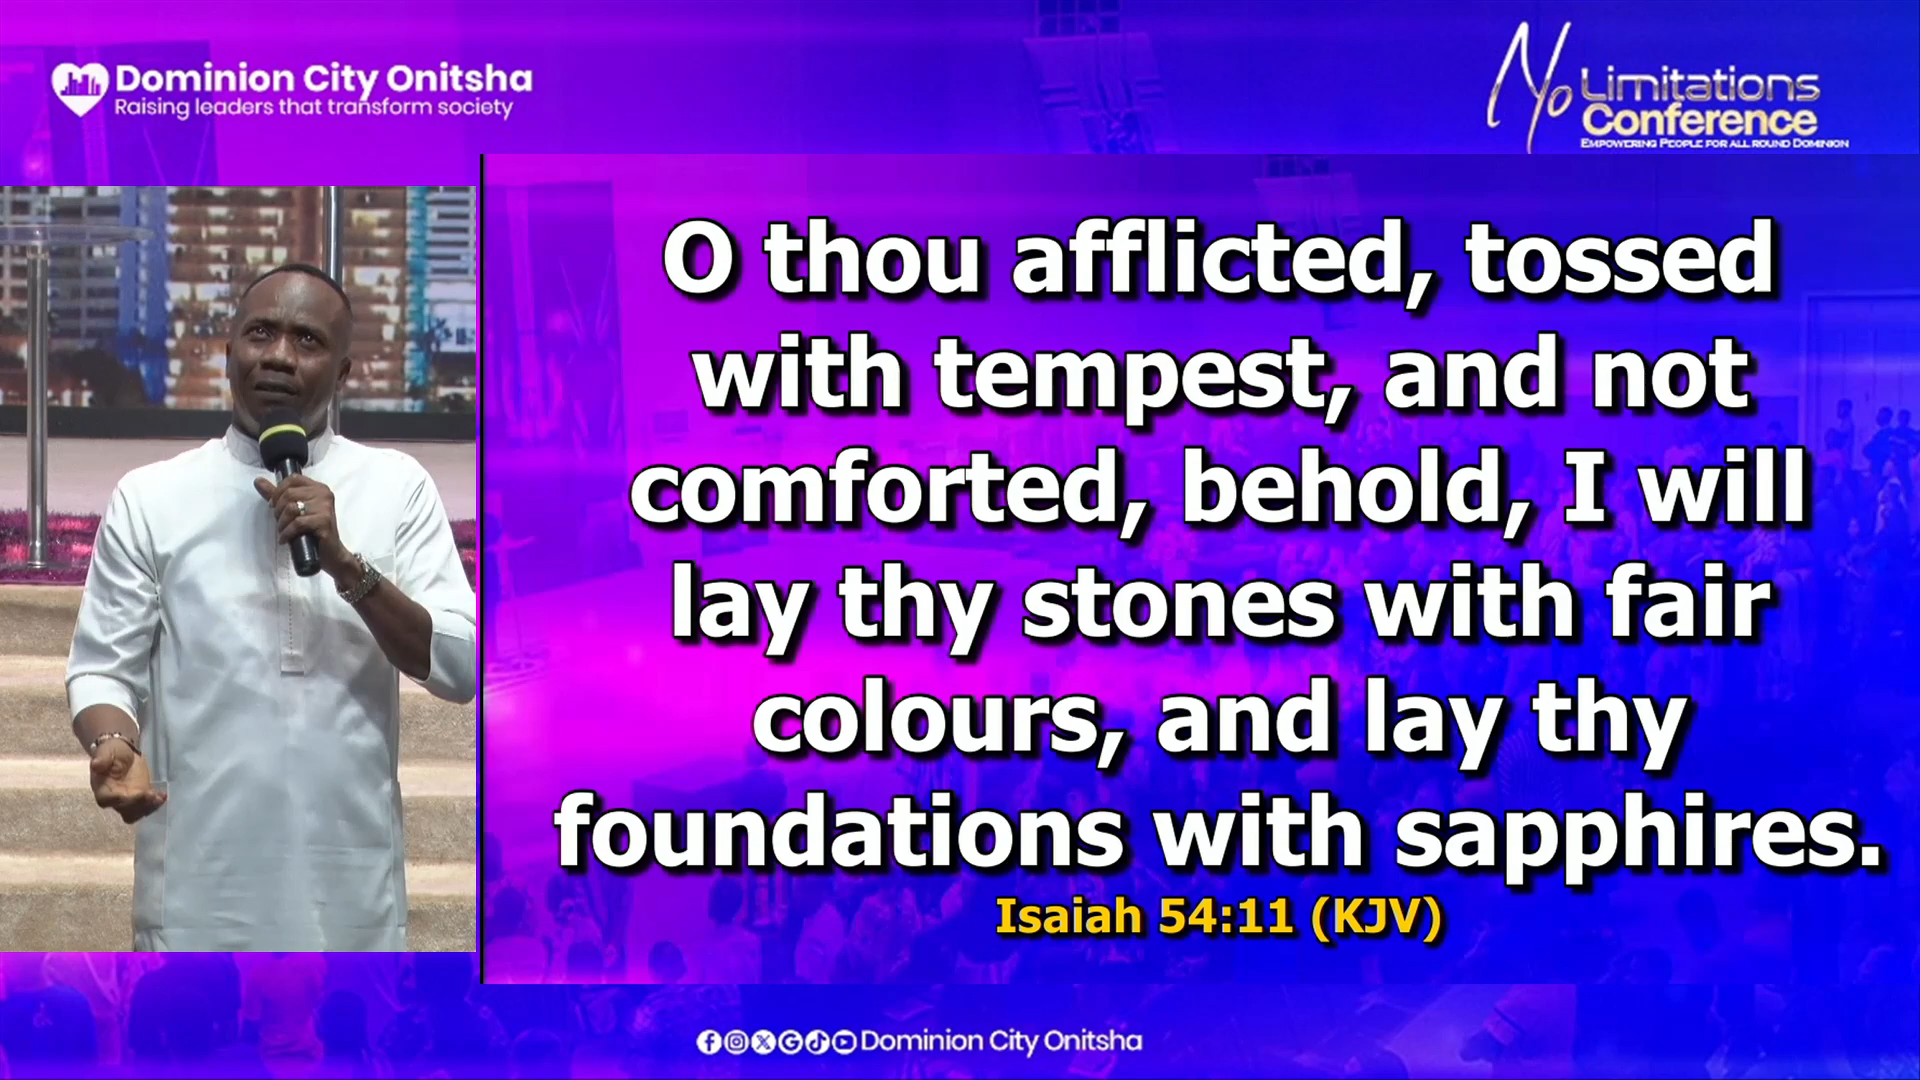 Dominion City Onitsha
Raising leaders that transform society
No Limitations
Conference
Empowering People for all round Dominion
O thou afflicted, tossed
with tempest, and not
comforted, behold, I will
lay thy stones with fair
colours, and lay thy
foundations with sapphires.
Isaiah 54:11 (KJV)
Dominion City Onitsha